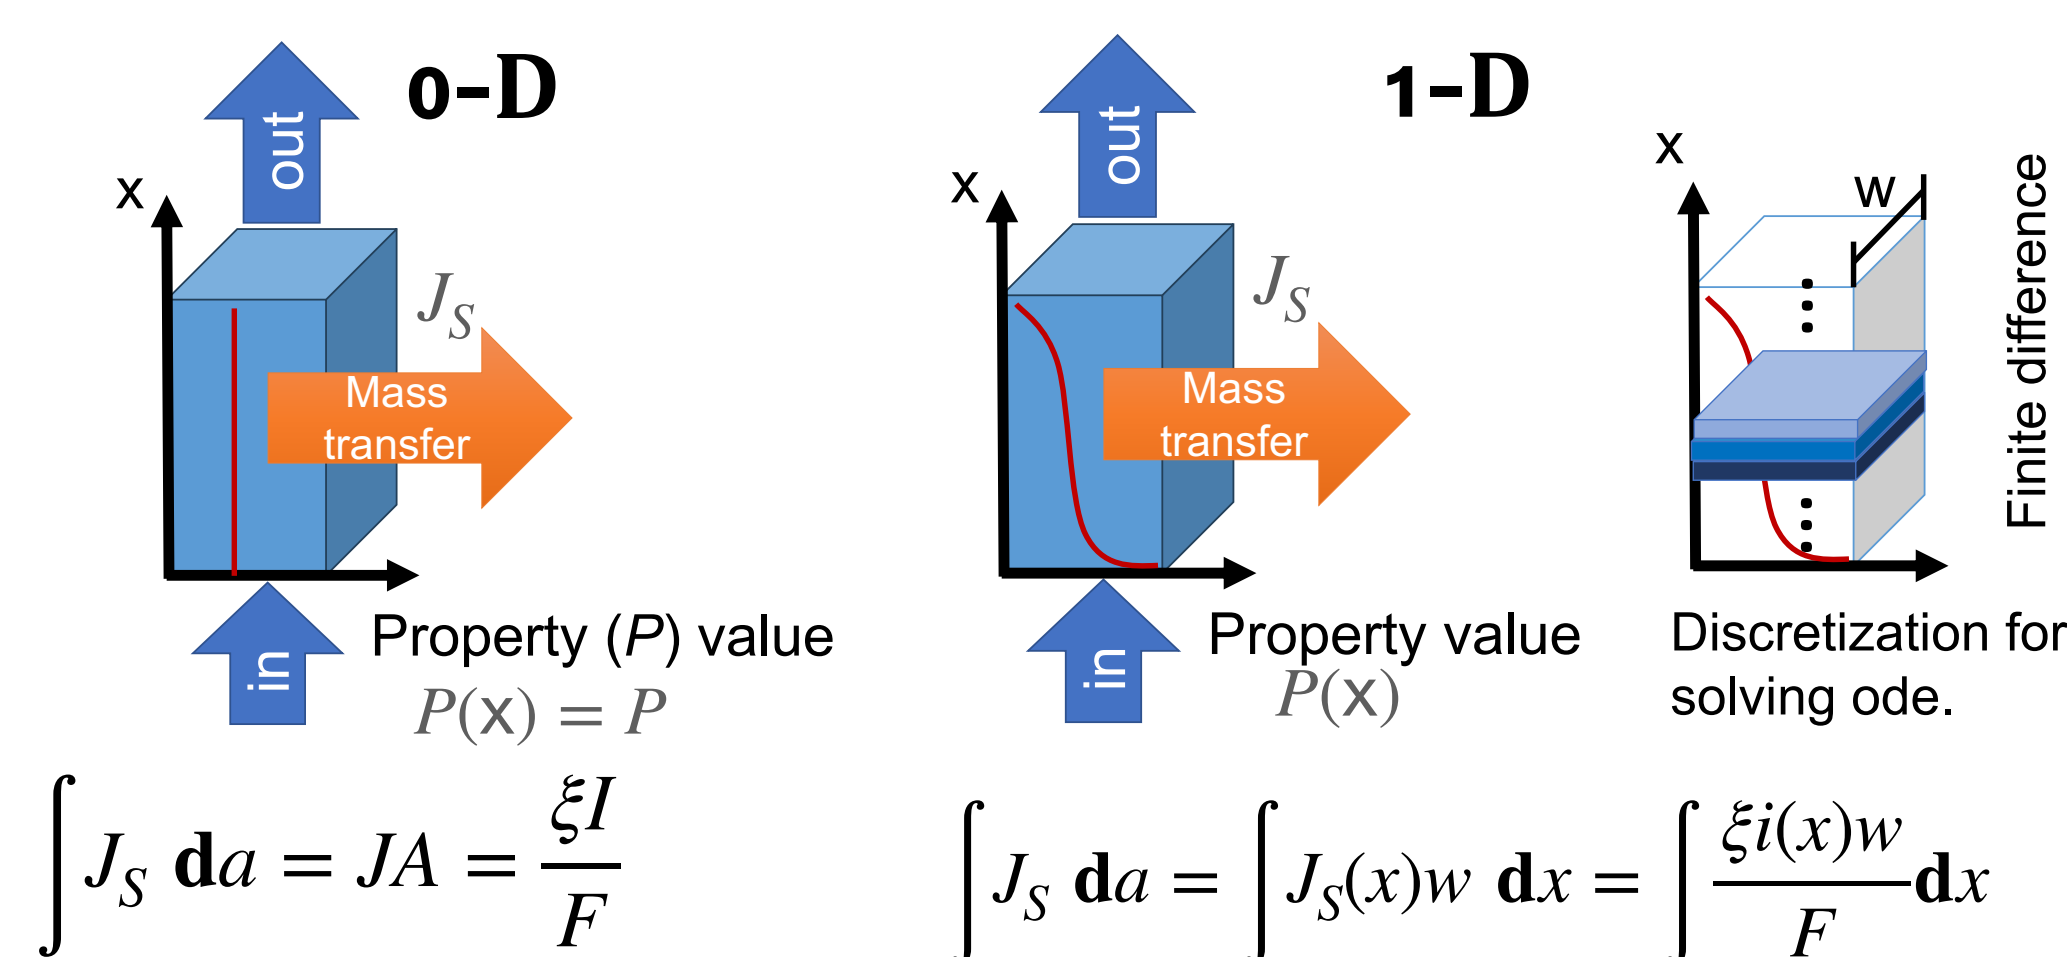 0-D
out
x
J_S
Mass
transfer
in
Property (P) value
P(x) = P
∫ J_S da = JA = ξI/F
1-D
out
x
J_S
Mass
transfer
in
Property value
P(x)
∫ J_S da = ∫ J_S(x)w dx = ∫ ξi(x)w/F dx
x
w
Finite difference
Discretization for
solving ode.